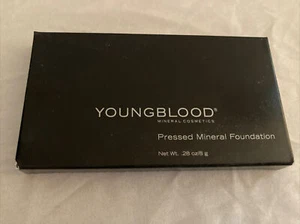 YOUNGBLOOD®
MINERAL COSMETICS
Pressed Mineral Foundation
Net Wt. .28 oz/8 g